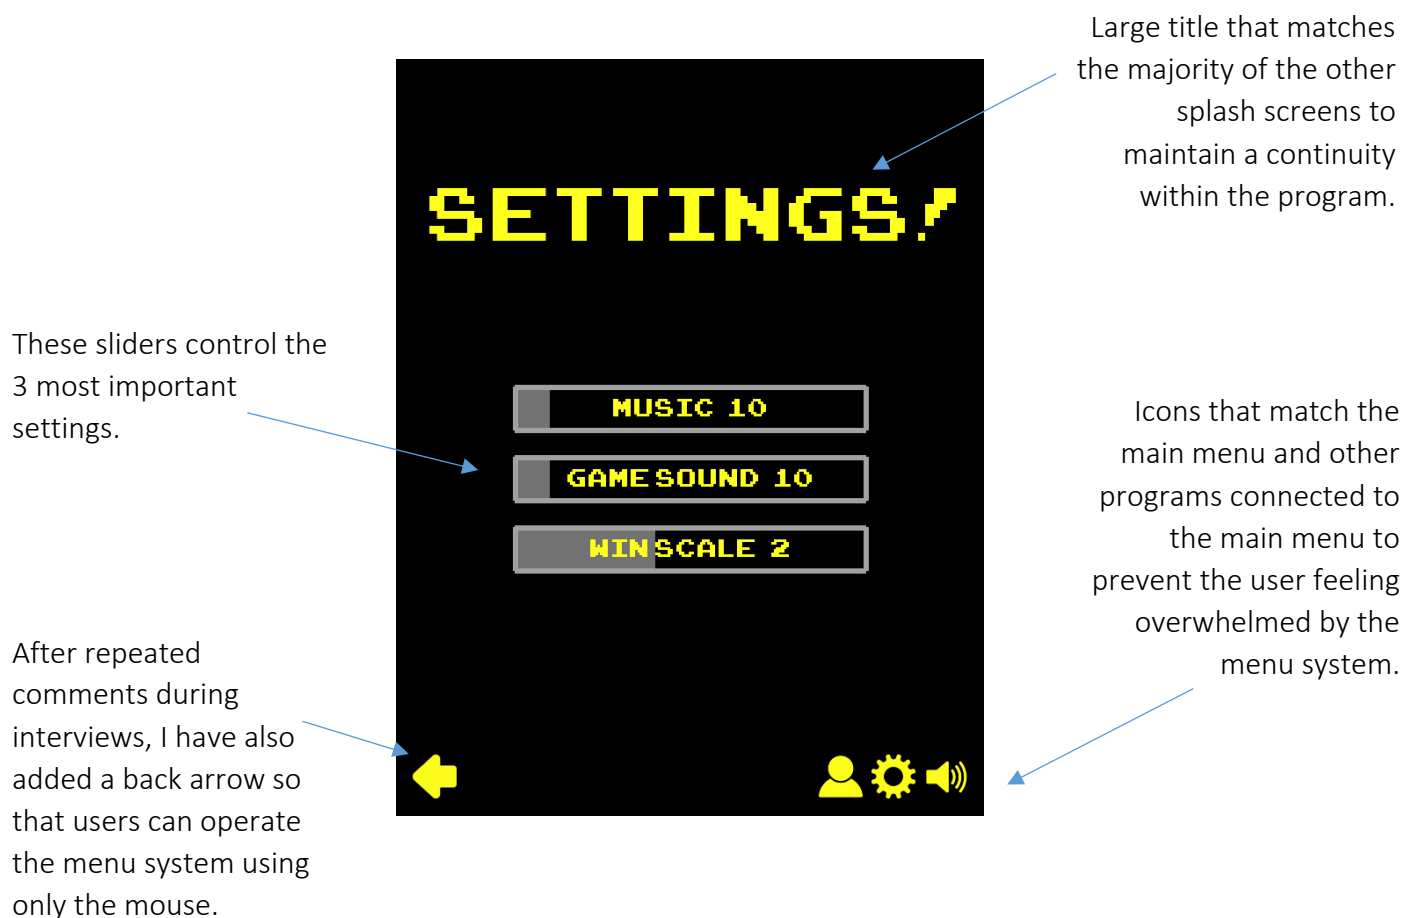 Large title that matches
the majority of the other
splash screens to
maintain a continuity
within the program.
SETTINGS!
These sliders control the
3 most important
settings.
MUSIC 10
GAME SOUND 10
WIN SCALE 2
Icons that match the
main menu and other
programs connected to
the main menu to
prevent the user feeling
overwhelmed by the
menu system.
After repeated
comments during
interviews, I have also
added a back arrow so
that users can operate
the menu system using
only the mouse.